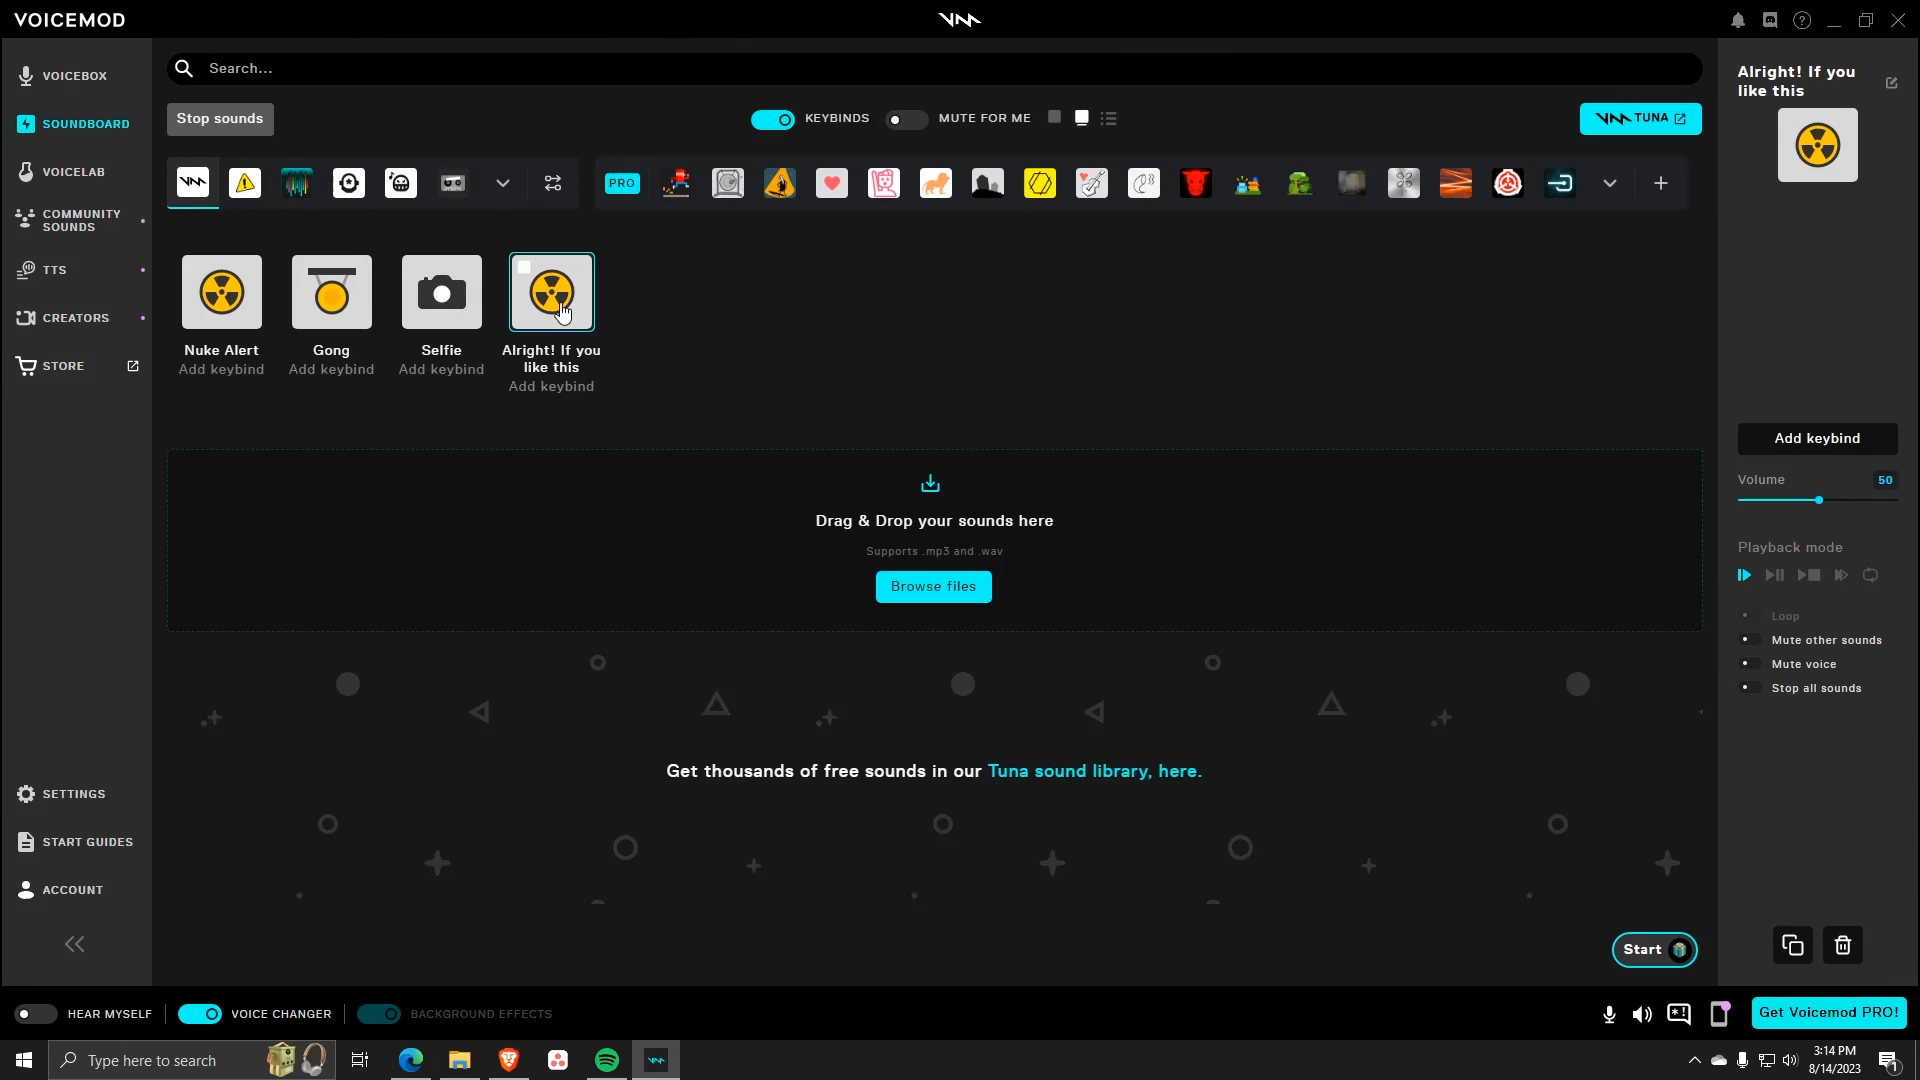 VOICEMOD
VOICEBOX
SOUNDBOARD
VOICELAB
COMMUNITY
SOUNDS
TTS
CREATORS
STORE
SETTINGS
START GUIDES
ACCOUNT
Search...
Stop sounds
KEYBINDS
MUTE FOR ME
TUNA
PRO
Nuke Alert
Add keybind
Gong
Add keybind
Selfie
Add keybind
Alright! If you
like this
Add keybind
Drag & Drop your sounds here
Supports .mp3 and .wav
Browse files
Get thousands of free sounds in our Tuna sound library, here.
Start
Alright! If you
like this
Add keybind
Volume 50
Playback mode
Loop
Mute other sounds
Mute voice
Stop all sounds
HEAR MYSELF
VOICE CHANGER
BACKGROUND EFFECTS
Get Voicemod PRO!
Type here to search
3:14 PM
8/14/2023
1